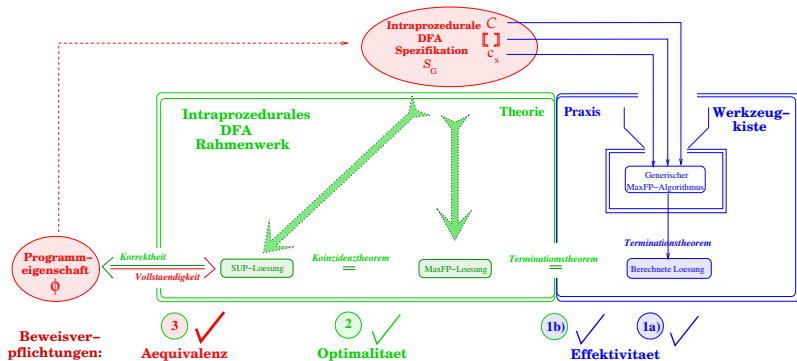 Intraprozedurale C
DFA [ ]
Spezifikation c_s
S_G
Intraprozedurales
DFA
Rahmenwerk
Theorie
Praxis
Werkzeug-
kiste
Generischer
MaxFP-Algorithmus
Terminationstheorem
Programm-
eigenschaft
ϕ
Korrektheit
Vollstaendigkeit
SUP-Loesung
Koinzidenztheorem
=
MaxFP-Loesung
Terminationstheorem
=
Berechnete Loesung
Beweisver-
pflichtungen:
3
Aequivalenz
2
Optimalitaet
1b) 1a)
Effektivitaet